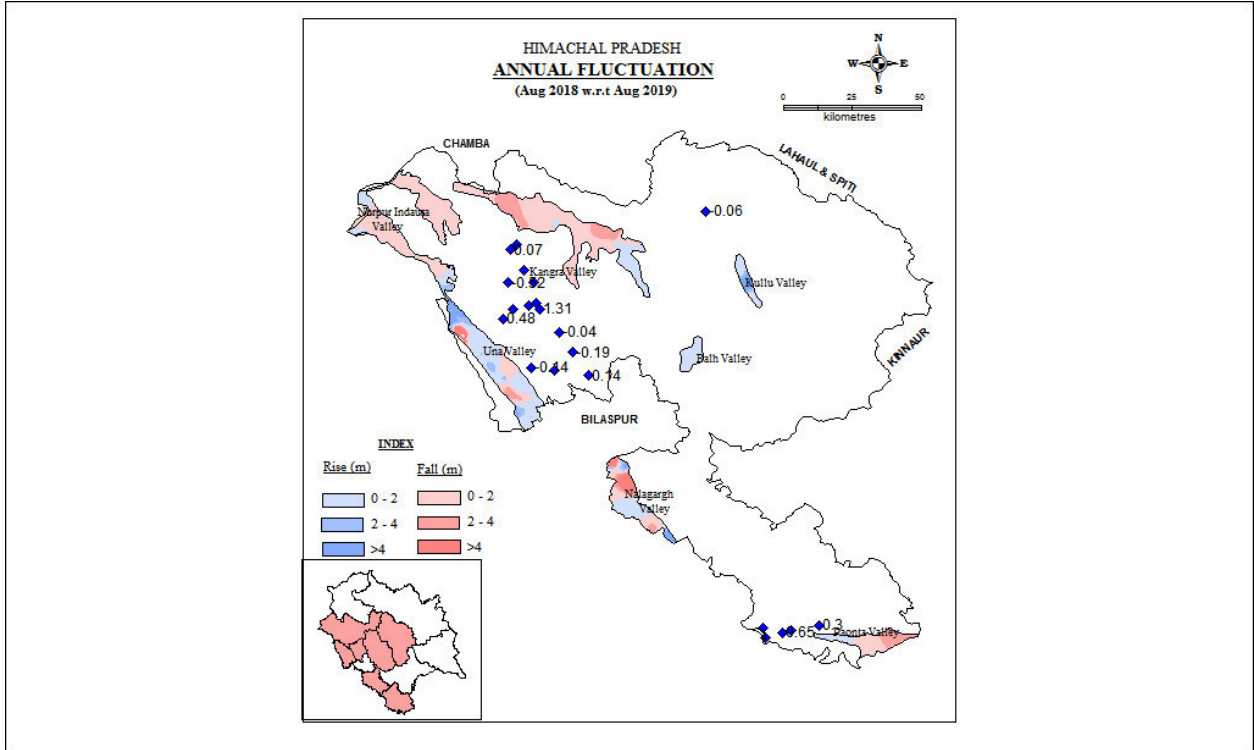 HIMACHAL PRADESH
ANNUAL FLUCTUATION
(Aug 2018 w.r.t Aug 2019)
N
W E
S
0 25 50
kilometres
CHAMBA
LAHAUL & SPITI
Nurpur Indaura
Valley
-0.06
0.07
Kangra Valley
Kullu Valley
1.31
0.48
-0.04
KINNAUR
Una Valley
-0.19
Balh Valley
0.14
BILASPUR
INDEX
Rise (m) Fall (m)
0 - 2 0 - 2
2 - 4 2 - 4
>4 >4
Nalagargh
Valley
0.3
0.65
Paonta Valley